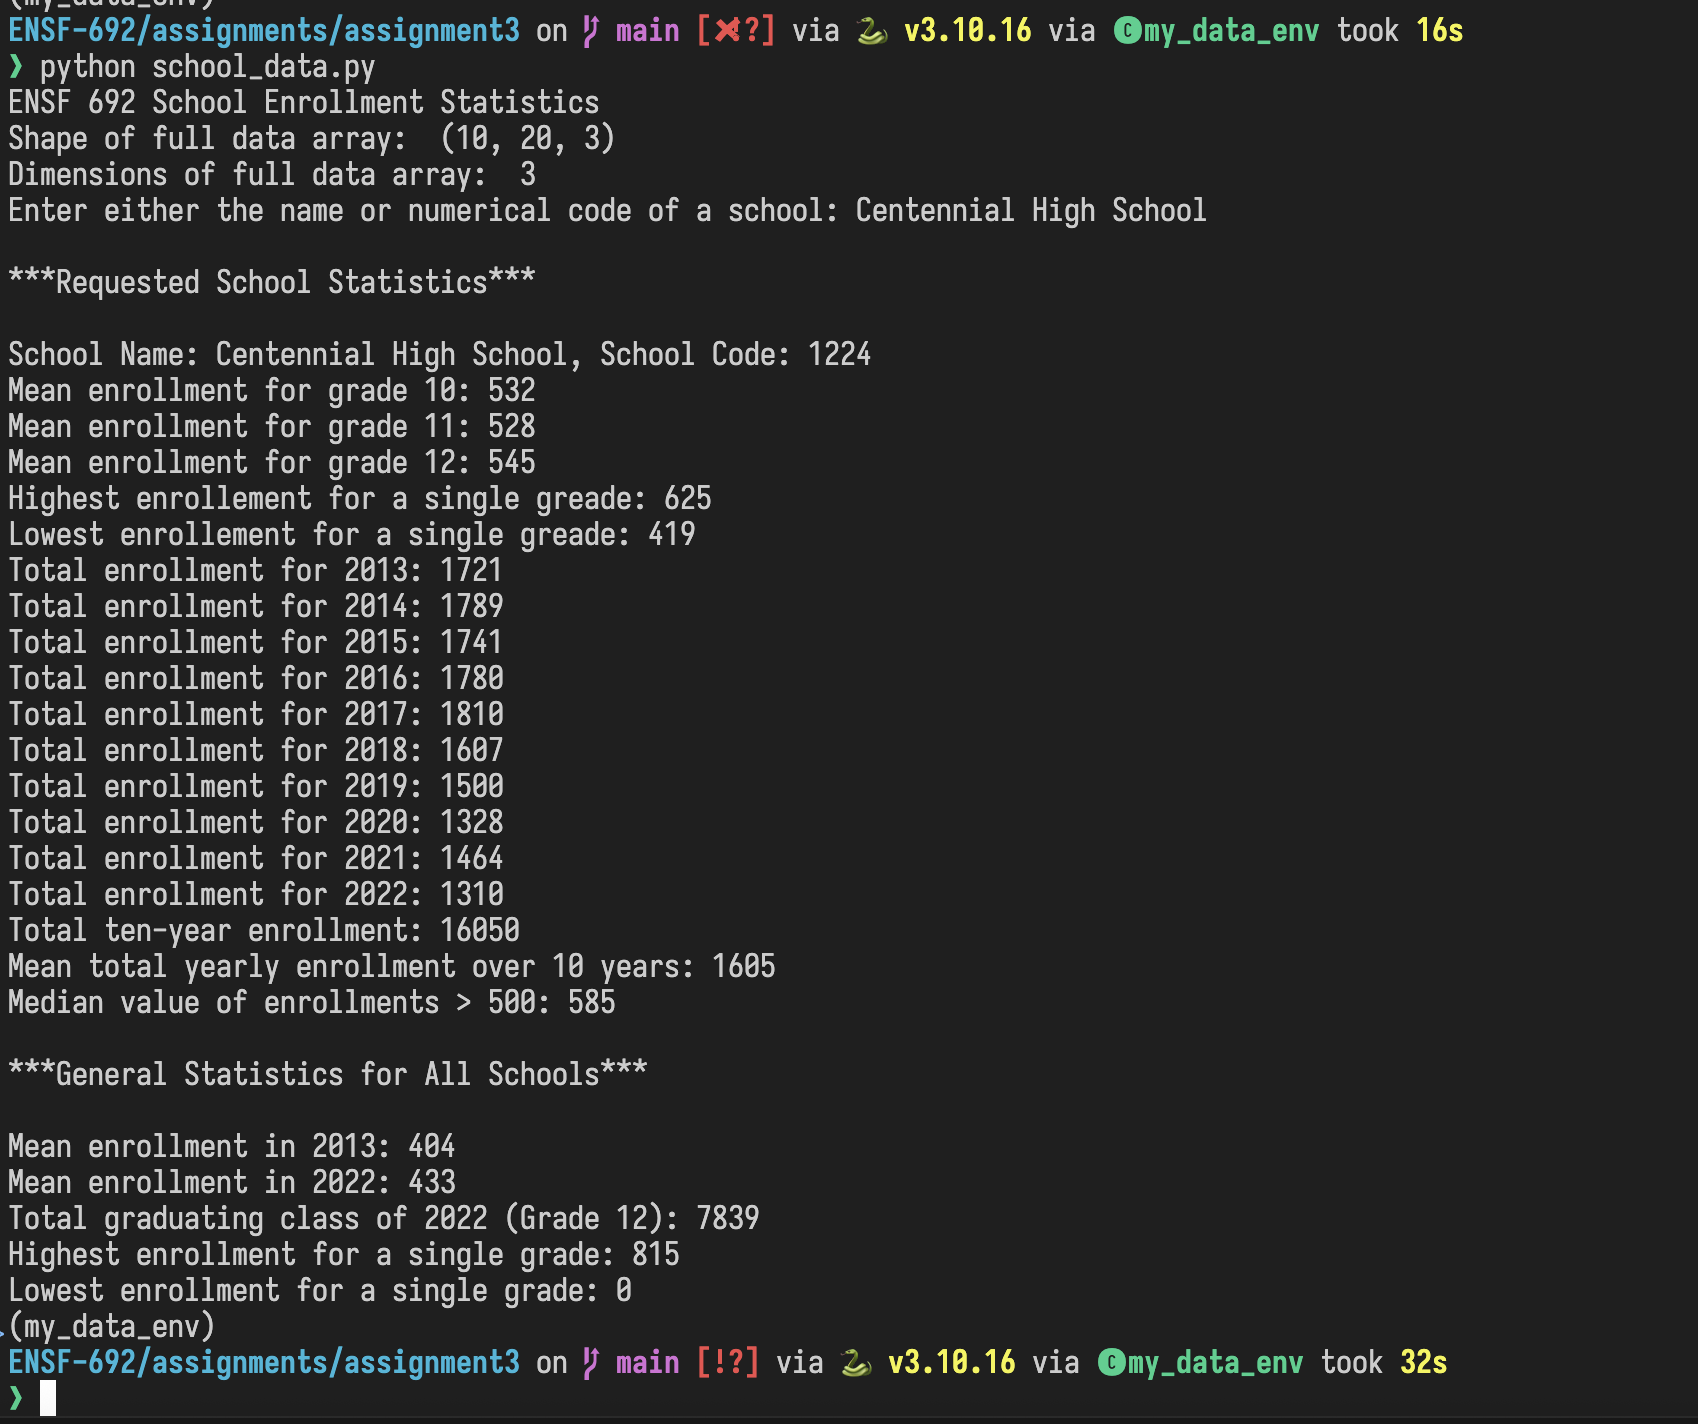 (my_data_env)
ENSF-692/assignments/assignment3 on main [✘!?] via 🐍 v3.10.16 via 🅒 my_data_env took 16s
❯ python school_data.py
ENSF 692 School Enrollment Statistics
Shape of full data array:  (10, 20, 3)
Dimensions of full data array:  3
Enter either the name or numerical code of a school: Centennial High School
***Requested School Statistics***
School Name: Centennial High School, School Code: 1224
Mean enrollment for grade 10: 532
Mean enrollment for grade 11: 528
Mean enrollment for grade 12: 545
Highest enrollement for a single greade: 625
Lowest enrollement for a single greade: 419
Total enrollment for 2013: 1721
Total enrollment for 2014: 1789
Total enrollment for 2015: 1741
Total enrollment for 2016: 1780
Total enrollment for 2017: 1810
Total enrollment for 2018: 1607
Total enrollment for 2019: 1500
Total enrollment for 2020: 1328
Total enrollment for 2021: 1464
Total enrollment for 2022: 1310
Total ten-year enrollment: 16050
Mean total yearly enrollment over 10 years: 1605
Median value of enrollments > 500: 585
***General Statistics for All Schools***
Mean enrollment in 2013: 404
Mean enrollment in 2022: 433
Total graduating class of 2022 (Grade 12): 7839
Highest enrollment for a single grade: 815
Lowest enrollment for a single grade: 0
(my_data_env)
ENSF-692/assignments/assignment3 on main [!?] via 🐍 v3.10.16 via 🅒 my_data_env took 32s
❯